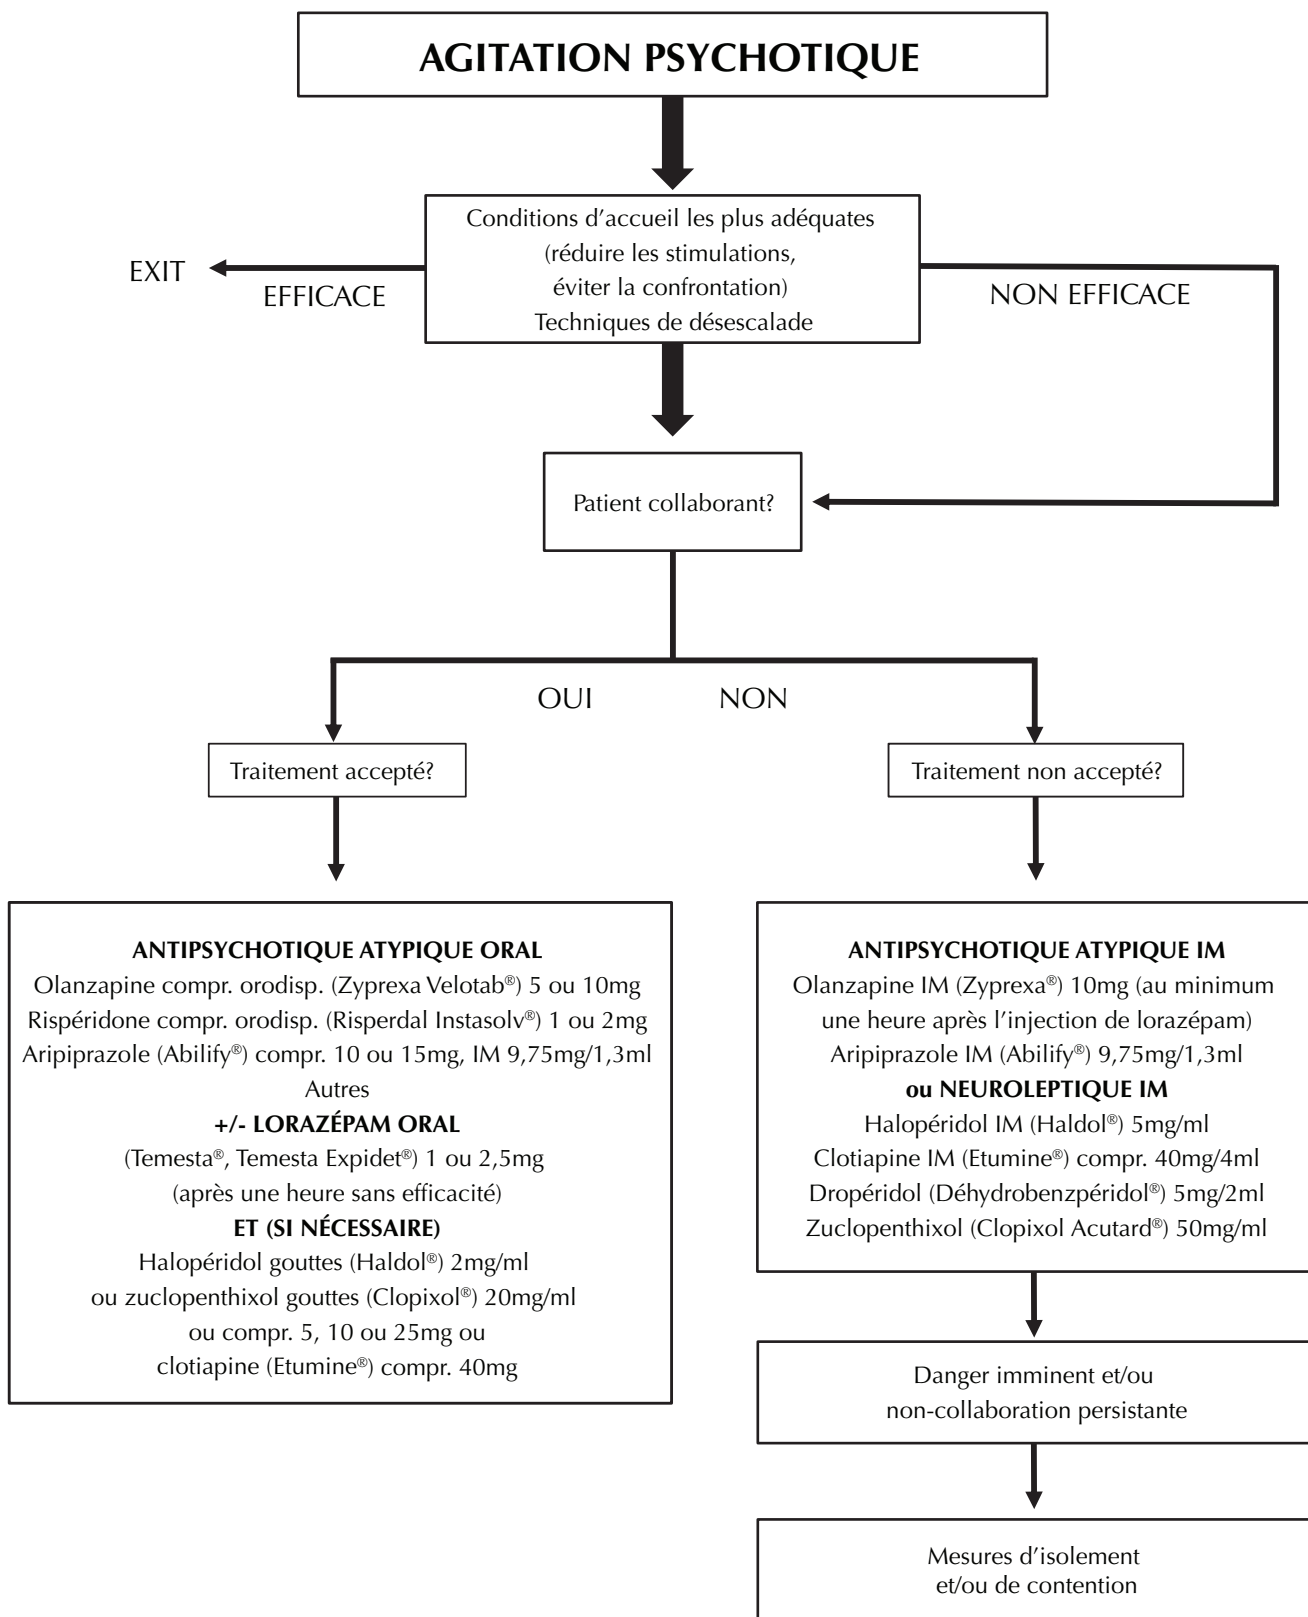 AGITATION PSYCHOTIQUE
Conditions d’accueil les plus adéquates
(réduire les stimulations,
éviter la confrontation)
Techniques de désescalade
EXIT
EFFICACE
NON EFFICACE
Patient collaborant?
OUI
NON
Traitement accepté?
Traitement non accepté?
ANTIPSYCHOTIQUE ATYPIQUE ORAL
Olanzapine compr. orodisp. (Zyprexa Velotab®) 5 ou 10mg
Rispéridone compr. orodisp. (Risperdal Instasolv®) 1 ou 2mg
Aripiprazole (Abilify®) compr. 10 ou 15mg, IM 9,75mg/1,3ml
Autres
+/- LORAZÉPAM ORAL
(Temesta®, Temesta Expidet®) 1 ou 2,5mg
(après une heure sans efficacité)
ET (SI NÉCESSAIRE)
Halopéridol gouttes (Haldol®) 2mg/ml
ou zuclopenthixol gouttes (Clopixol®) 20mg/ml
ou compr. 5, 10 ou 25mg ou
clotiapine (Etumine®) compr. 40mg
ANTIPSYCHOTIQUE ATYPIQUE IM
Olanzapine IM (Zyprexa®) 10mg (au minimum
une heure après l’injection de lorazépam)
Aripiprazole IM (Abilify®) 9,75mg/1,3ml
ou NEUROLEPTIQUE IM
Halopéridol IM (Haldol®) 5mg/ml
Clotiapine IM (Etumine®) compr. 40mg/4ml
Dropéridol (Déhydrobenzpéridol®) 5mg/2ml
Zuclopenthixol (Clopixol Acutard®) 50mg/ml
Danger imminent et/ou
non-collaboration persistante
Mesures d’isolement
et/ou de contention